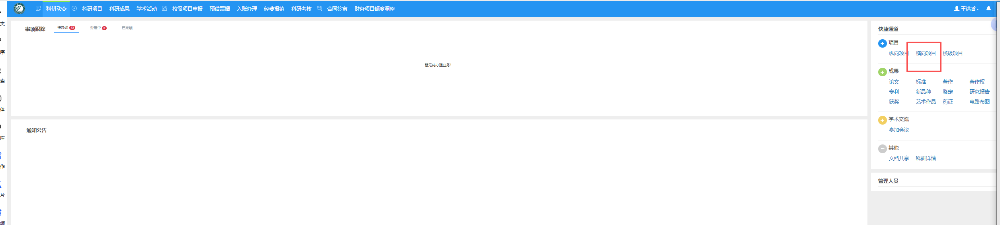 科研动态 科研项目 科研成果 学术活动 校级项目申报 预借票据 入账办理 经费报销 科研考核 合同签审 财务项目额度调整 王洪香
夹
序
索
体
库
作
片
频
事项跟踪 待办理 13 办理中 2 已完结
暂无待办理业务!
通知公告
快捷通道
项目
纵向项目 横向项目 校级项目
成果
论文 标准 著作 著作权
专利 新品种 鉴定 研究报告
获奖 艺术作品 药证 电路布图
学术交流
参加会议
其他
文档共享 科研详情
管理人员